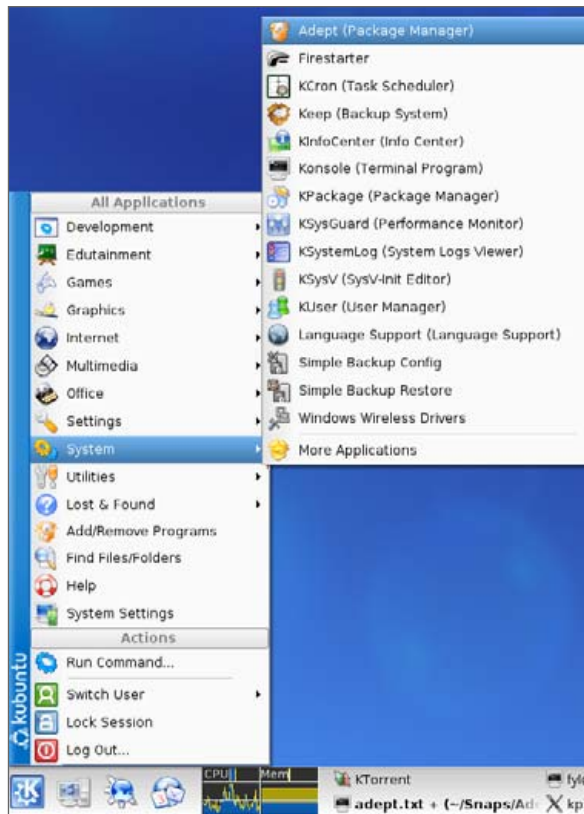 Adept (Package Manager)
Firestarter
KCron (Task Scheduler)
Keep (Backup System)
KInfoCenter (Info Center)
Konsole (Terminal Program)
KPackage (Package Manager)
KSysGuard (Performance Monitor)
KSystemLog (System Logs Viewer)
KSysV (SysV-Init Editor)
KUser (User Manager)
Language Support (Language Support)
Simple Backup Config
Simple Backup Restore
Windows Wireless Drivers
More Applications
All Applications
Development
Edutainment
Games
Graphics
Internet
Multimedia
Office
Settings
System
Utilities
Lost & Found
Add/Remove Programs
Find Files/Folders
Help
System Settings
Actions
Run Command...
Switch User
Lock Session
Log Out...
kubuntu
CPU Mem
KTorrent
adept.txt + (~/Snaps/Ad
kp